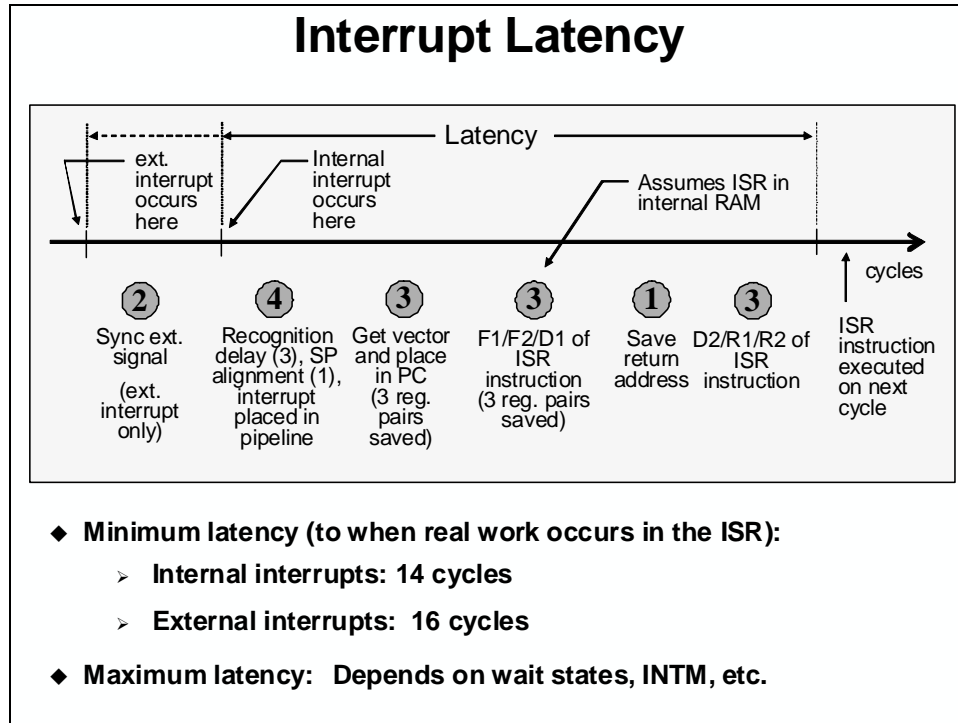 Interrupt Latency
Latency
ext.
interrupt
occurs
here
Internal
interrupt
occurs
here
Assumes ISR in
internal RAM
cycles
2
Sync ext.
signal
(ext.
interrupt
only)
4
Recognition
delay (3), SP
alignment (1),
interrupt
placed in
pipeline
3
Get vector
and place
in PC
(3 reg.
pairs
saved)
3
F1/F2/D1 of
ISR
instruction
(3 reg. pairs
saved)
1
Save
return
address
3
D2/R1/R2 of
ISR
instruction
ISR
instruction
executed
on next
cycle
◆ Minimum latency (to when real work occurs in the ISR):
➢ Internal interrupts: 14 cycles
➢ External interrupts: 16 cycles
◆ Maximum latency: Depends on wait states, INTM, etc.